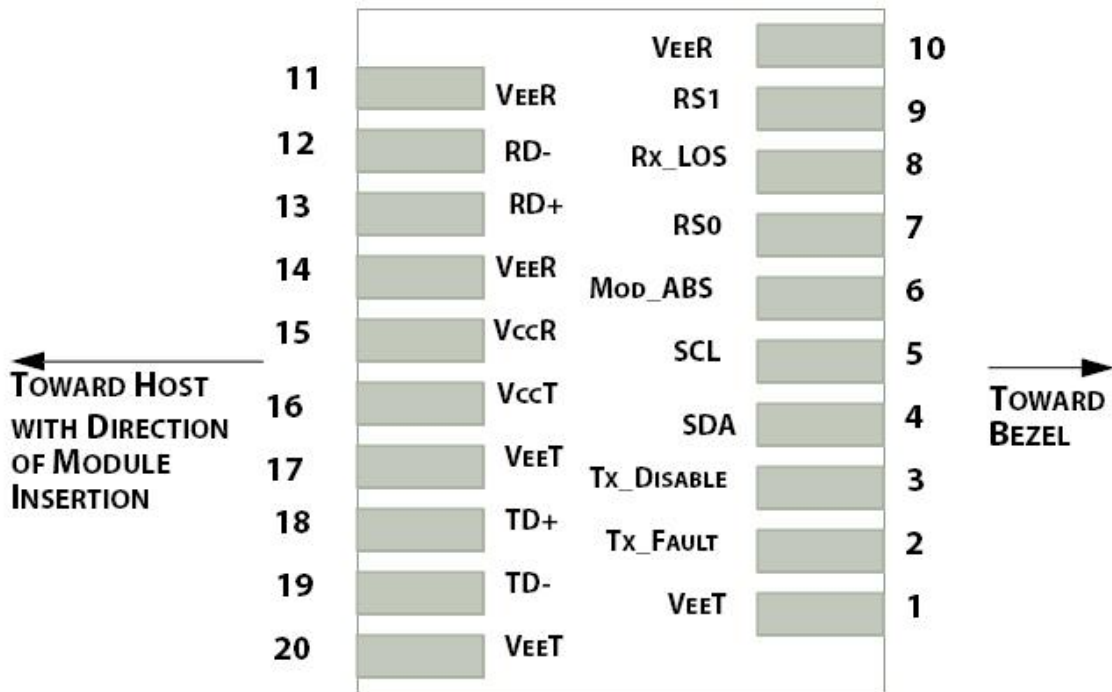 VEER 10
11 VEER
RS1 9
12 RD-
RX_LOS 8
13 RD+
RS0 7
14 VEER
MOD_ABS 6
15 VCCR
SCL 5
16 VCCT
SDA 4
17 VEET
TX_DISABLE 3
18 TD+
TX_FAULT 2
19 TD-
VEET 1
20 VEET
TOWARD HOST
WITH DIRECTION
OF MODULE
INSERTION
TOWARD
BEZEL